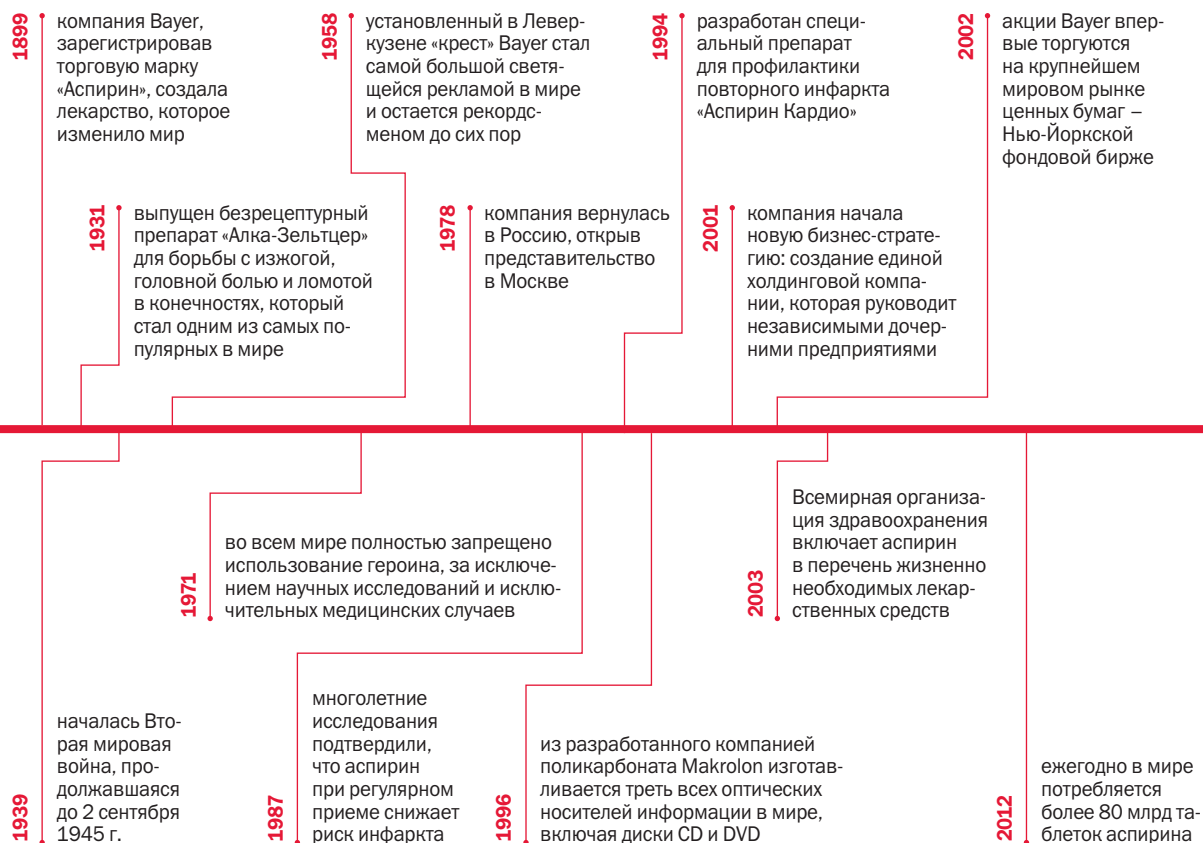 1899
компания Bayer,
зарегистрировав
торговую марку
«Аспирин», создала
лекарство, которое
изменило мир
1958
установленный в Левер-
кузене «крест» Bayer стал
самой большой светя-
щейся рекламой в мире
и остается рекордс-
меном до сих пор
1994
разработан специ-
альный препарат
для профилактики
повторного инфаркта
«Аспирин Кардио»
2002
акции Bayer впер-
вые торгуются
на крупнейшем
мировом рынке
ценных бумаг –
Нью-Йоркской
фондовой бирже
1931
выпущен безрецептурный
препарат «Алка-Зельтцер»
для борьбы с изжогой,
головной болью и ломотой
в конечностях, который
стал одним из самых по-
пулярных в мире
1978
компания вернулась
в Россию, открыв
представительство
в Москве
2001
компания начала
новую бизнес-страте-
гию: создание единой
холдинговой компа-
нии, которая руководит
независимыми дочер-
ними предприятиями
1971
во всем мире полностью запрещено
использование героина, за исключе-
нием научных исследований и исклю-
чительных медицинских случаев
2003
Всемирная организа-
ция здравоохранения
включает аспирин
в перечень жизненно
необходимых лекар-
ственных средств
1939
началась Вто-
рая мировая
война, про-
должавшаяся
до 2 сентября
1945 г.
1987
многолетние
исследования
подтвердили,
что аспирин
при регулярном
приеме снижает
риск инфаркта
1996
из разработанного компанией
поликарбоната Makrolon изготав-
ливается треть всех оптических
носителей информации в мире,
включая диски CD и DVD
2012
ежегодно в мире
потребляется
более 80 млрд та-
блеток аспирина